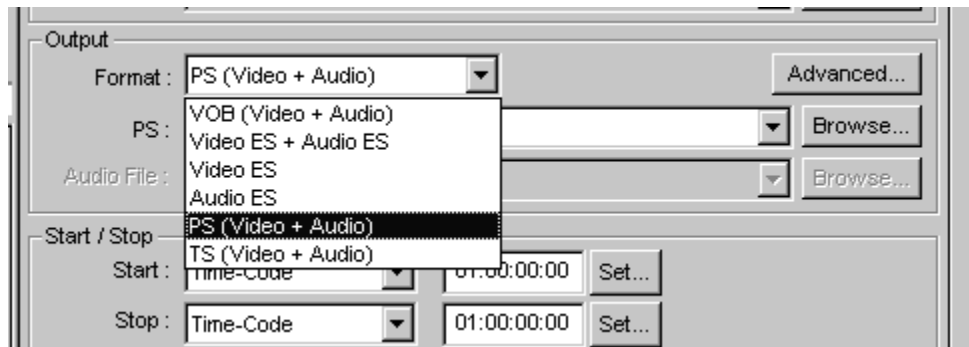 Output
Format : PS (Video + Audio) Advanced...
VOB (Video + Audio)
PS : Browse...
Video ES + Audio ES
Video ES
Audio File : Browse...
Audio ES
PS (Video + Audio)
Start / Stop
TS (Video + Audio)
Start : Time-Code 01:00:00:00 Set...
Stop : Time-Code 01:00:00:00 Set...